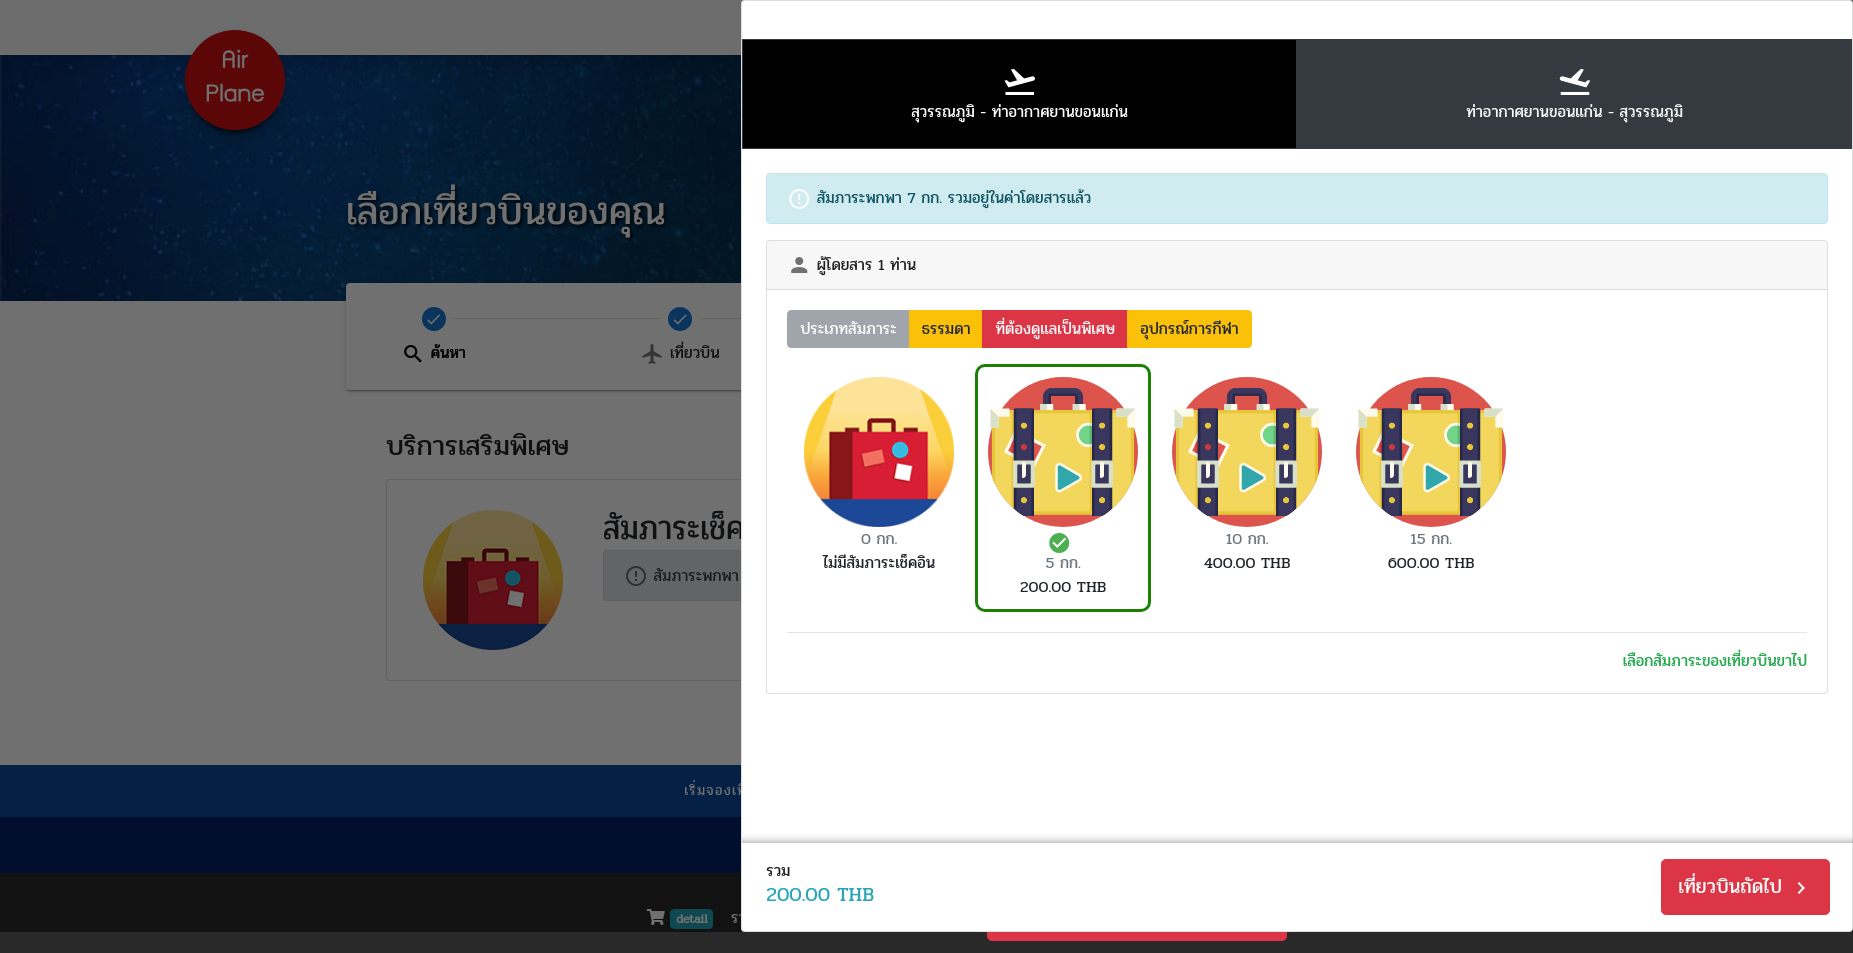 Air
Plane
เลือกเที่ยวบินของคุณ
ค้นหา
เที่ยวบิน
บริการเสริมพิเศษ
สัมภาระเช็ค
สัมภาระพกพา
เริ่มจองเ
detail
สุวรรณภูมิ - ท่าอากาศยานขอนแก่น
ท่าอากาศยานขอนแก่น - สุวรรณภูมิ
สัมภาระพกพา 7 กก. รวมอยู่ในค่าโดยสารแล้ว
ผู้โดยสาร 1 ท่าน
ประเภทสัมภาระ ธรรมดา ที่ต้องดูแลเป็นพิเศษ อุปกรณ์การกีฬา
0 กก.
ไม่มีสัมภาระเช็คอิน
5 กก.
200.00 THB
10 กก.
400.00 THB
15 กก.
600.00 THB
เลือกสัมภาระของเที่ยวบินขาไป
รวม
200.00 THB
เที่ยวบินถัดไป